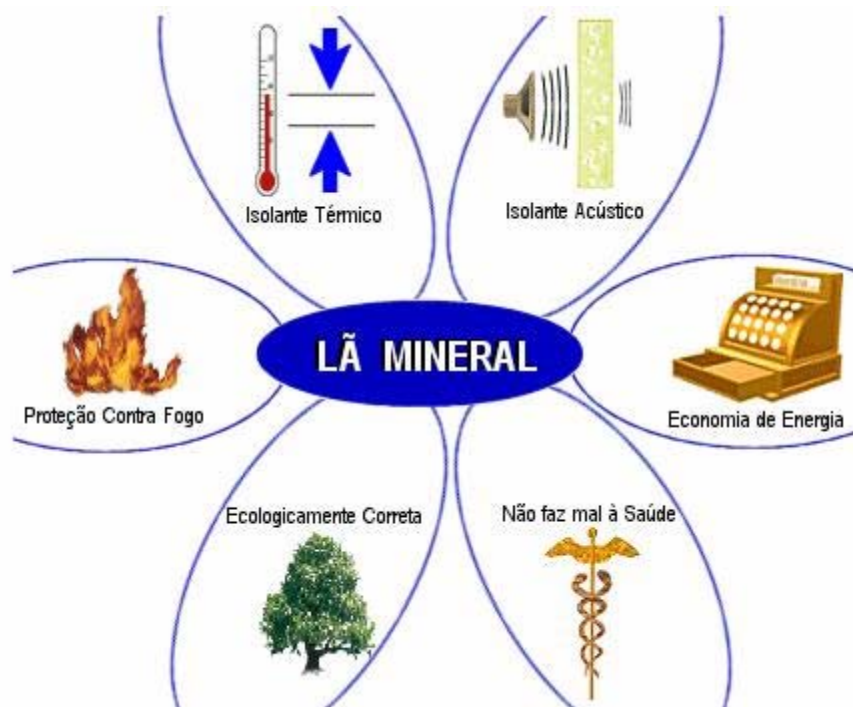 Isolante Térmico
Isolante Acústico
LÃ MINERAL
Proteção Contra Fogo
Economia de Energia
Ecologicamente Correta
Não faz mal à Saúde